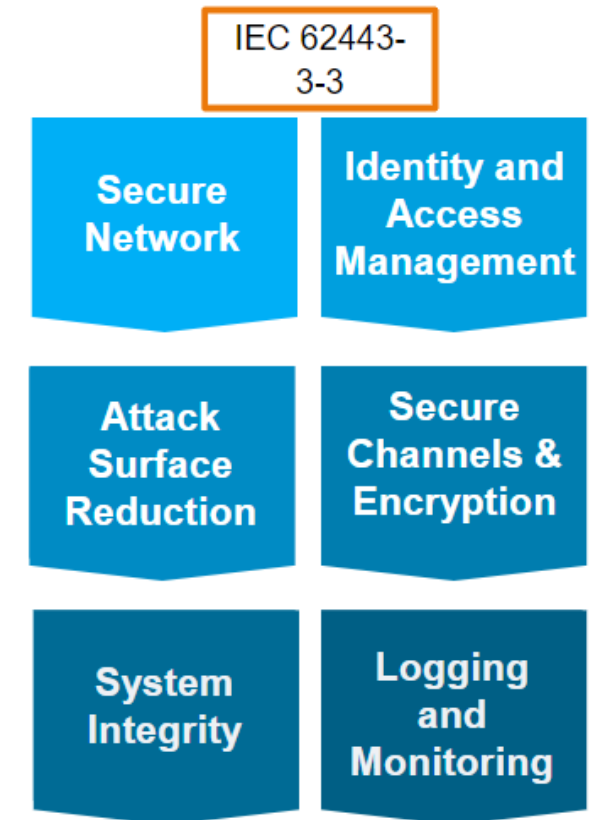 IEC 62443-
3-3
Secure
Network
Identity and
Access
Management
Attack
Surface
Reduction
Secure
Channels &
Encryption
System
Integrity
Logging
and
Monitoring